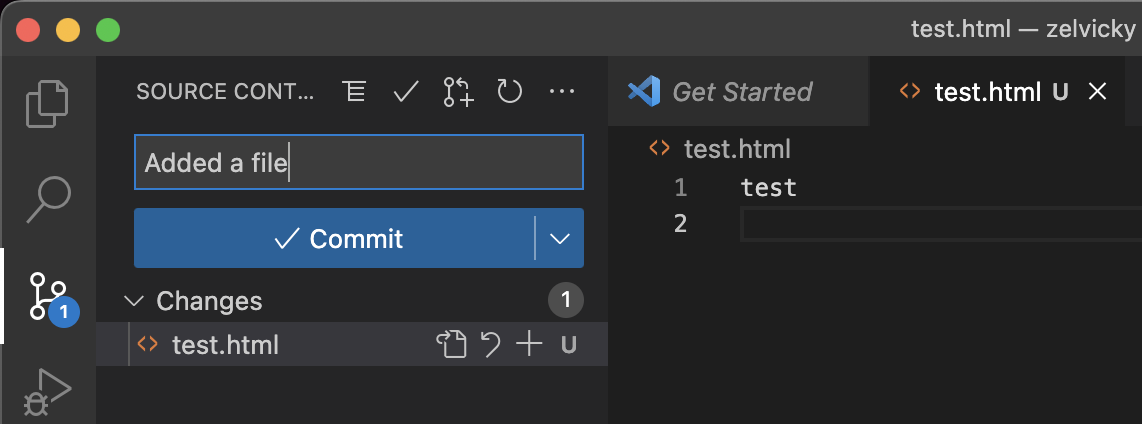 test.html — zelvicky
SOURCE CONT...
Get Started
test.html U
Added a file
test.html
1 test
2
Commit
1
Changes 1
test.html U